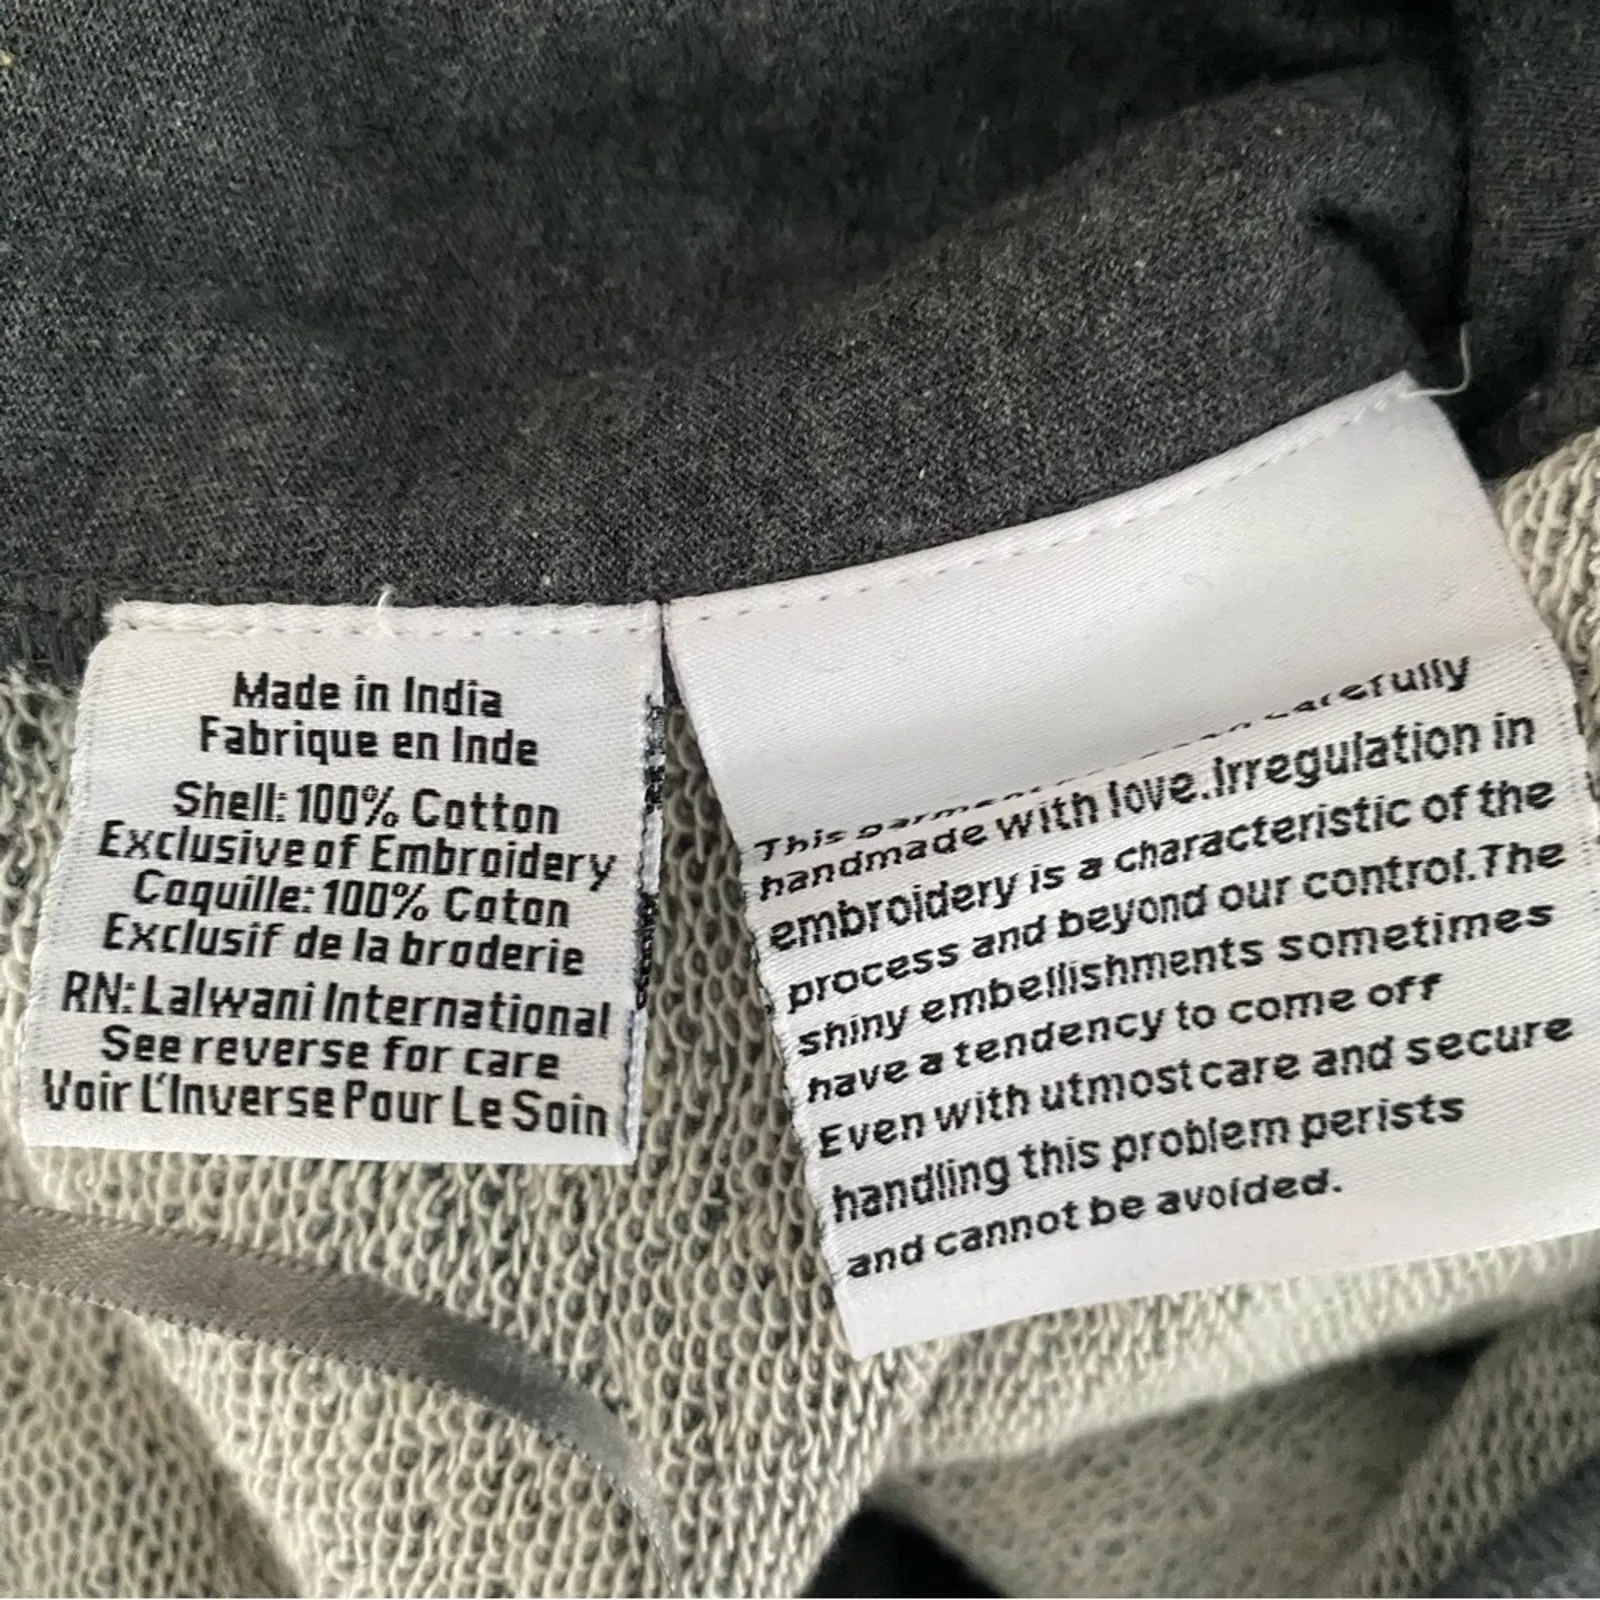 Made in India
Fabrique en Inde
Shell: 100% Cotton
Exclusive of Embroidery
Coquille: 100% Coton
Exclusif de la broderie
RN: Lalwani International
See reverse for care
Voir L'Inverse Pour Le Soin
This garment carefully
handmade with love.Irregulation in
embroidery is a characteristic of the
process and beyond our control.The
shiny embellishments sometimes
have a tendency to come off
Even with utmost care and secure
handling this problem perists
and cannot be avoided.